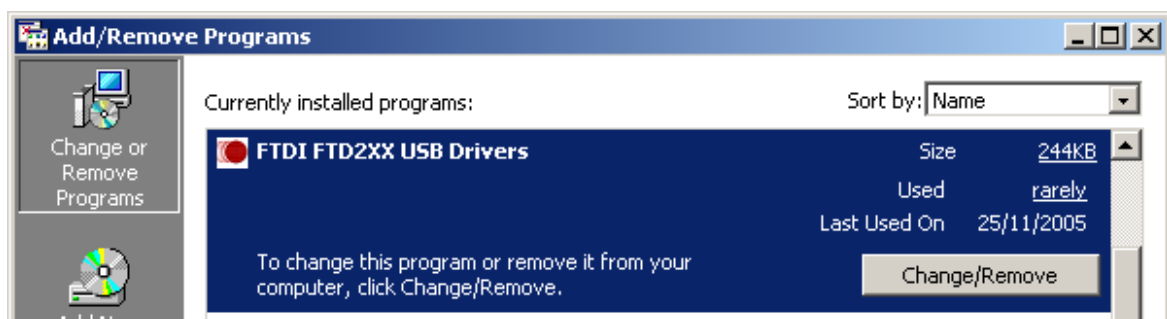 Add/Remove Programs
Change or
Remove
Programs
Currently installed programs:
Sort by: Name
FTDI FTD2XX USB Drivers
Size 244KB
Used rarely
Last Used On 25/11/2005
To change this program or remove it from your
computer, click Change/Remove.
Change/Remove